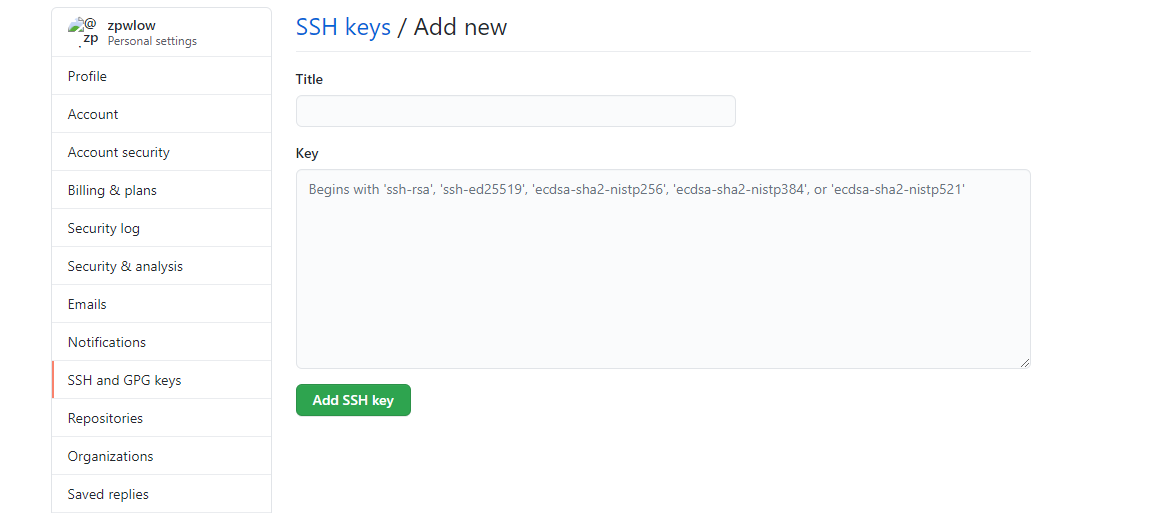 @
zp
zpwlow
Personal settings
Profile
Account
Account security
Billing & plans
Security log
Security & analysis
Emails
Notifications
SSH and GPG keys
Repositories
Organizations
Saved replies
SSH keys / Add new
Title
Key
Begins with 'ssh-rsa', 'ssh-ed25519', 'ecdsa-sha2-nistp256', 'ecdsa-sha2-nistp384', or 'ecdsa-sha2-nistp521'
Add SSH key